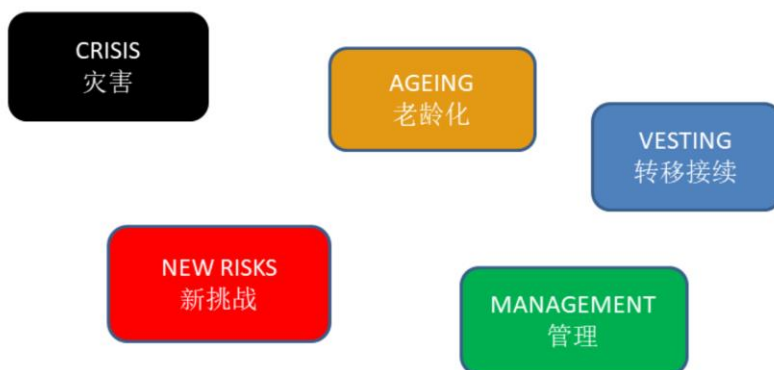 CRISIS
灾害
AGEING
老龄化
VESTING
转移接续
NEW RISKS
新挑战
MANAGEMENT
管理